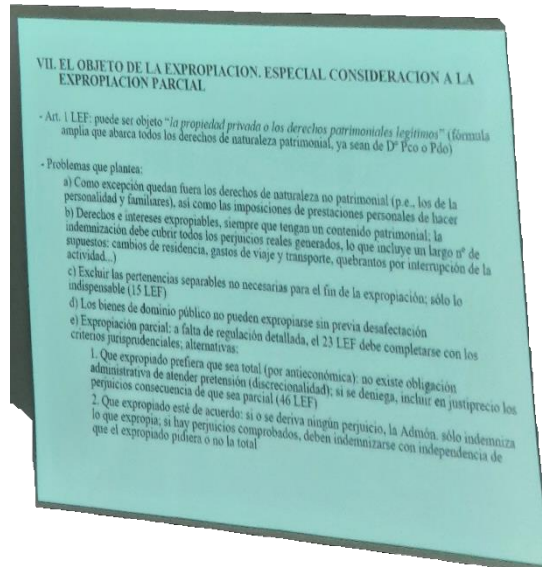 VII. EL OBJETO DE LA EXPROPIACION. ESPECIAL CONSIDERACION A LA
EXPROPIACION PARCIAL
- Art. 1 LEF: puede ser objeto "la propiedad privada o los derechos patrimoniales legítimos" (fórmula
amplia que abarca todos los derechos de naturaleza patrimonial, ya sean de Dº Pco o Pdo)
- Problemas que plantea:
a) Como excepción quedan fuera los derechos de naturaleza no patrimonial (p.e., los de la
personalidad y familiares), así como las imposiciones de prestaciones personales de hacer
b) Derechos e intereses expropiables, siempre que tengan un contenido patrimonial; la
indemnización debe cubrir todos los perjuicios reales generados, lo que incluye un largo nº de
supuestos: cambios de residencia, gastos de viaje y transporte, quebrantos por interrupción de la
actividad...)
c) Excluir las pertenencias separables no necesarias para el fin de la expropiación; sólo lo
indispensable (15 LEF)
d) Los bienes de dominio público no pueden expropiarse sin previa desafectación
e) Expropiación parcial: a falta de regulación detallada, el 23 LEF debe completarse con los
criterios jurisprudenciales; alternativas:
1. Que expropiado prefiera que sea total (por antieconómica): no existe obligación
administrativa de atender pretensión (discrecionalidad); si se deniega, incluir en justiprecio los
perjuicios consecuencia de que sea parcial (46 LEF)
2. Que expropiado esté de acuerdo: si o se deriva ningún perjuicio, la Admón. sólo indemniza
lo que expropia; si hay perjuicios comprobados, deben indemnizarse con independencia de
que el expropiado pidiera o no la total